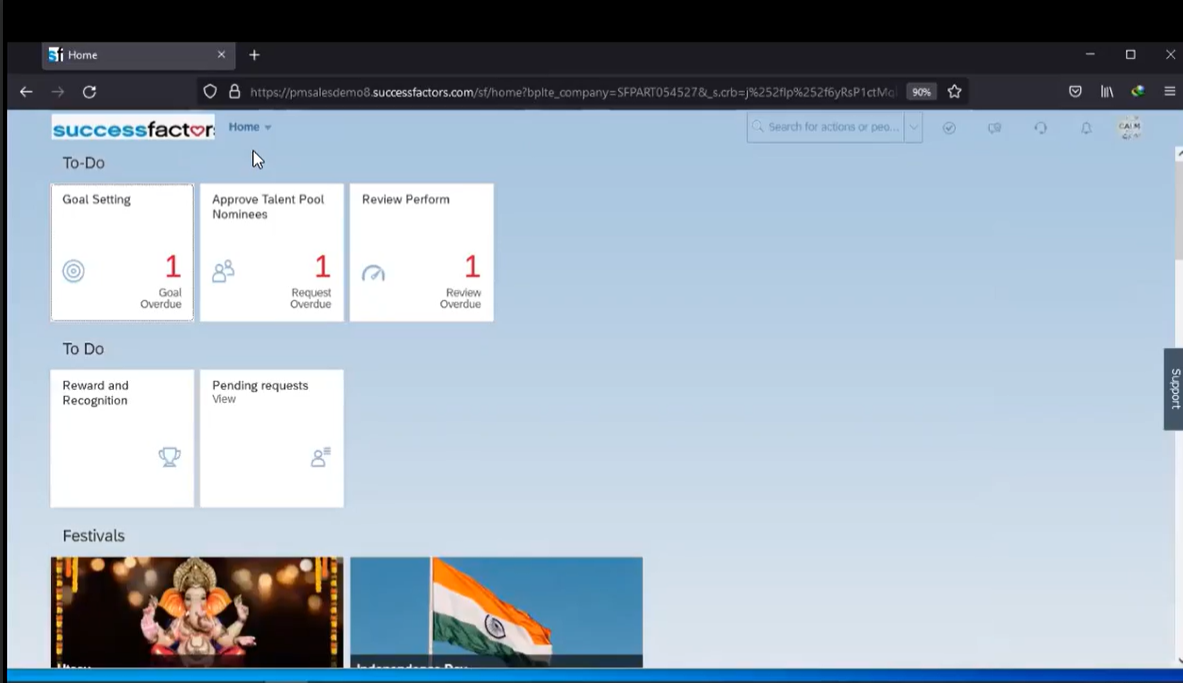 Home
https://pmsalesdemo8.successfactors.com/sf/home?bplte_company=SFPART054527&_s.crb=j%252flp%252f6yRsP1ctMo
90%
successfactors
Home
Search for actions or peo...
CALM
To-Do
Goal Setting
1
Goal
Overdue
Approve Talent Pool
Nominees
1
Request
Overdue
Review Perform
1
Review
Overdue
To Do
Reward and
Recognition
Pending requests
View
Support
Festivals
Independence Day